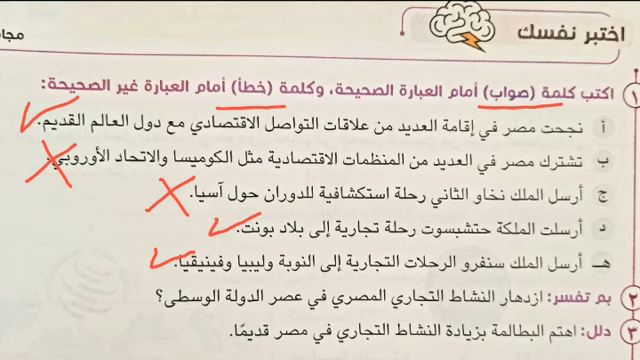 اختبر نفسك
مجا
١ اكتب كلمة (صواب) أمام العبارة الصحيحة، وكلمة (خطأ) أمام العبارة غير الصحيحة:
أ نجحت مصر في إقامة العديد من علاقات التواصل الاقتصادي مع دول العالم القديم.
ب تشترك مصر في العديد من المنظمات الاقتصادية مثل الكوميسا والاتحاد الأوروبي.
ج أرسل الملك نخاو الثاني رحلة استكشافية للدوران حول آسيا.
د أرسلت الملكة حتشبسوت رحلة تجارية إلى بلاد بونت.
هـ أرسل الملك سنفرو الرحلات التجارية إلى النوبة وليبيا وفينيقيا.
٢ بم تفسر: ازدهار النشاط التجاري المصري في عصر الدولة الوسطى؟
٣ دلل: اهتم البطالمة بزيادة النشاط التجاري في مصر قديمًا.